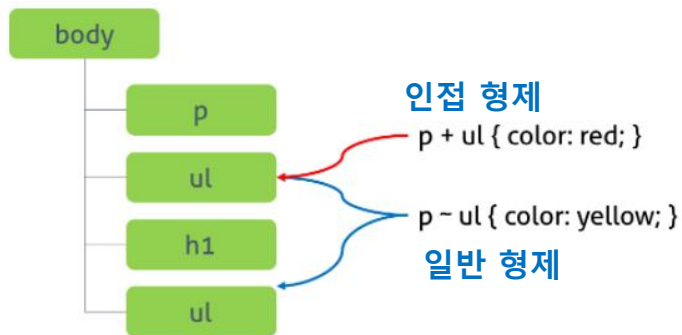 body
p
인접 형제
p + ul { color: red; }
ul
p ~ ul { color: yellow; }
h1
일반 형제
ul